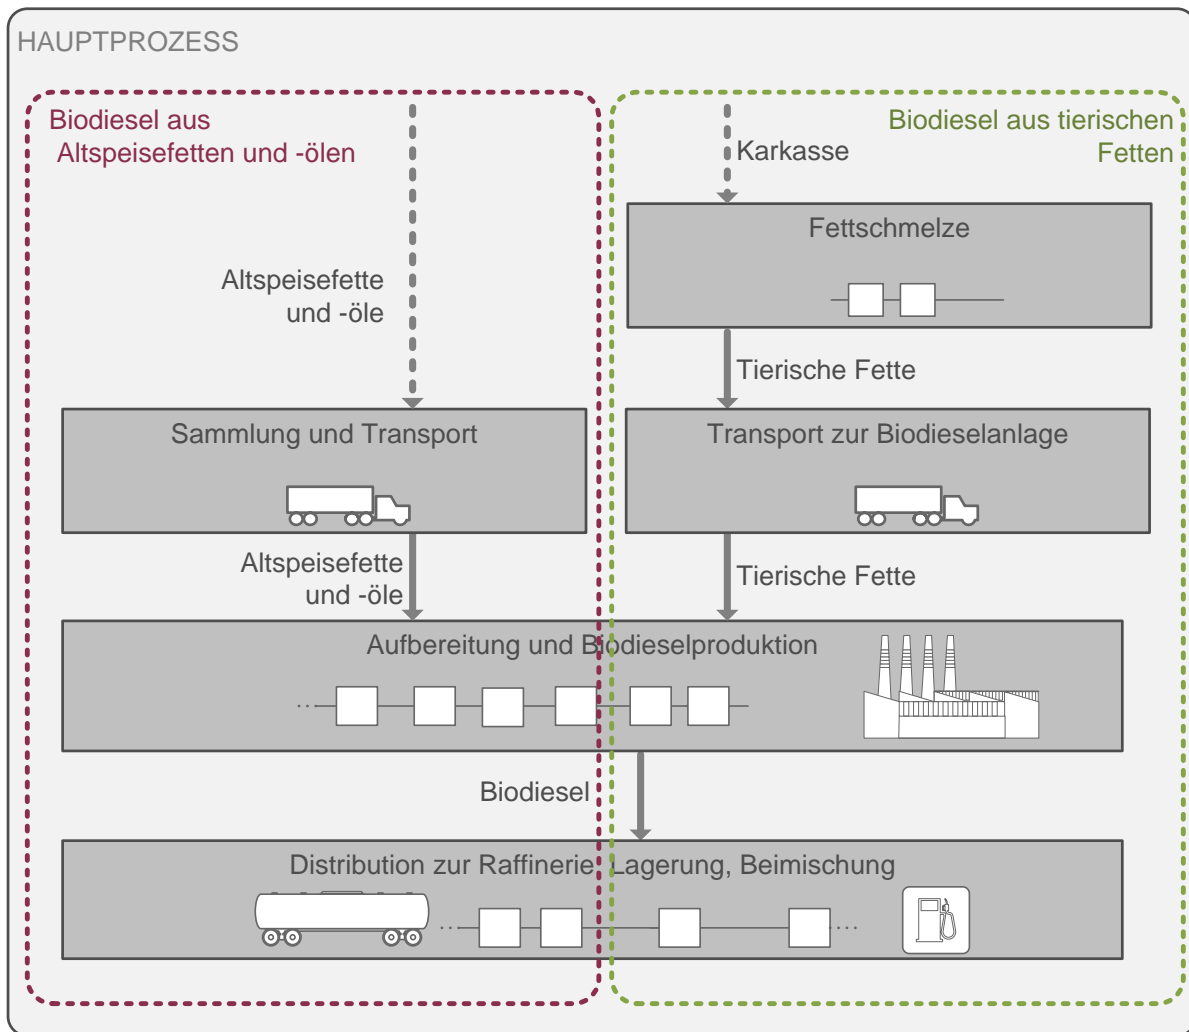 HAUPTPROZESS
Biodiesel aus
Altspeisefetten und -ölen
Biodiesel aus tierischen
Fetten
Karkasse
Fettschmelze
Altspeisefette
und -öle
Tierische Fette
Sammlung und Transport
Transport zur Biodieselanlage
Altspeisefette
und -öle
Tierische Fette
Aufbereitung und Biodieselproduktion
Biodiesel
Distribution zur Raffinerie, Lagerung, Beimischung